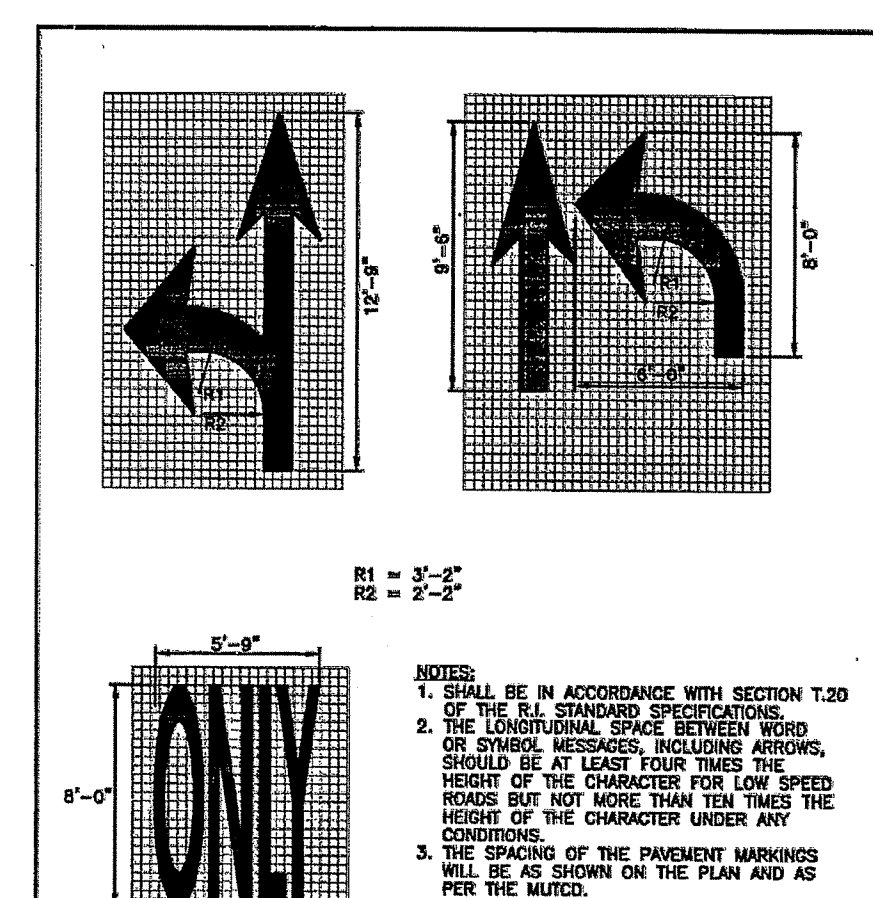 12'-9"
9'-6"
8'-0"
R1
R2
R1
R2
6'-0"
R1 = 3'-2"
R2 = 2'-2"
5'-9"
8'-0"
ONLY
NOTES:
1. SHALL BE IN ACCORDANCE WITH SECTION T.20
OF THE R.I. STANDARD SPECIFICATIONS.
2. THE LONGITUDINAL SPACE BETWEEN WORD
OR SYMBOL MESSAGES, INCLUDING ARROWS,
SHOULD BE AT LEAST FOUR TIMES THE
HEIGHT OF THE CHARACTER FOR LOW SPEED
ROADS BUT NOT MORE THAN TEN TIMES THE
HEIGHT OF THE CHARACTER UNDER ANY
CONDITIONS.
3. THE SPACING OF THE PAVEMENT MARKINGS
WILL BE AS SHOWN ON THE PLAN AND AS
PER THE MUTCD.